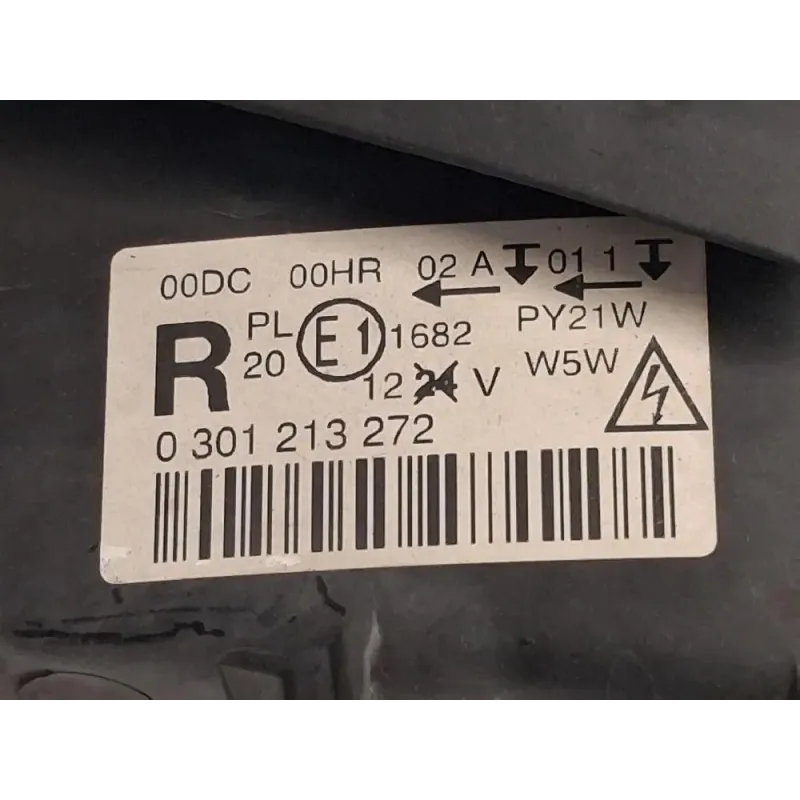 00DC 00HR 02 A 01 1
R PL 20 E1 1682 PY21W
12 24 V W5W
0 301 213 272